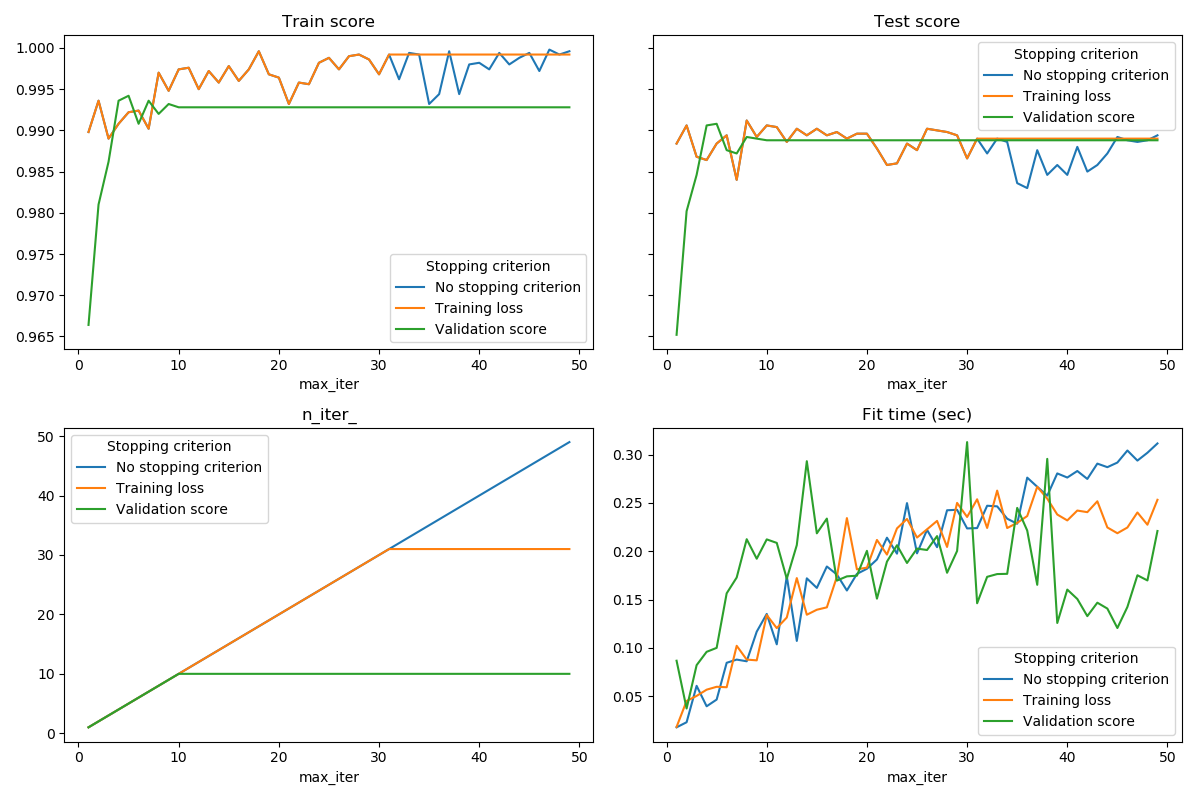 Train score
1.000
0.995
0.990
0.985
0.980
0.975
0.970
0.965
Stopping criterion
No stopping criterion
Training loss
Validation score
0 10 20 30 40 50
max_iter
Test score
Stopping criterion
No stopping criterion
Training loss
Validation score
0 10 20 30 40 50
max_iter
n_iter_
50
40
30
20
10
0
Stopping criterion
No stopping criterion
Training loss
Validation score
0 10 20 30 40 50
max_iter
Fit time (sec)
0.30
0.25
0.20
0.15
0.10
0.05
Stopping criterion
No stopping criterion
Training loss
Validation score
0 10 20 30 40 50
max_iter